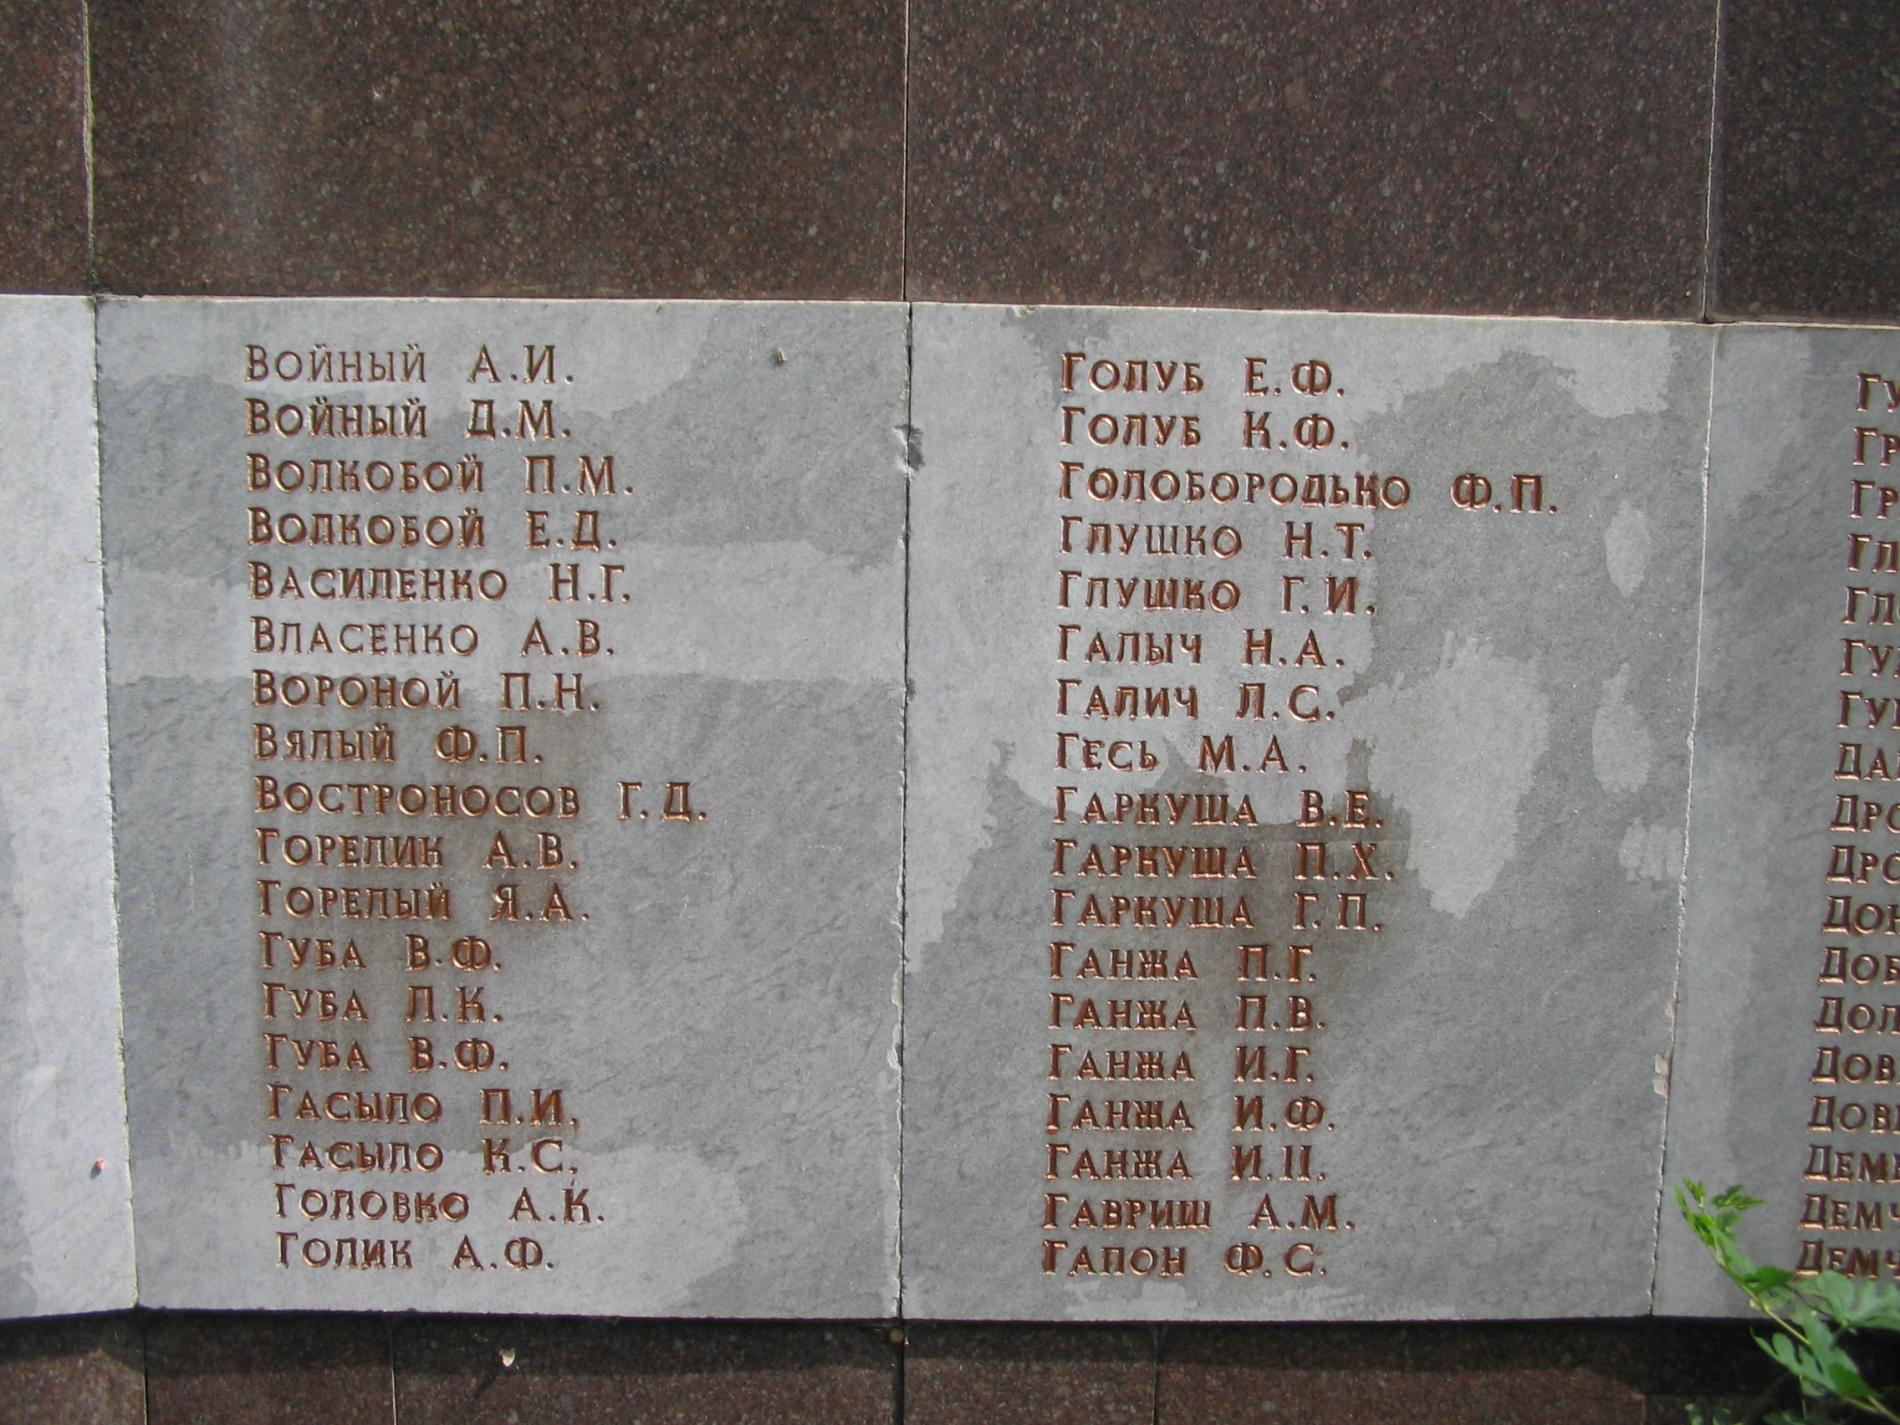 Войный А.И.
Войный Д.М.
Волкобой П.М.
Волкобой Е.Д.
Василенко Н.Г.
Власенко А.В.
Вороной П.Н.
Вялый Ф.П.
Востроносов Г.Д.
Горелик А.В.
Горелый Я.А.
Губа В.Ф.
Губа Л.К.
Губа В.Ф.
Гасыло П.И.
Гасыло К.С.
Головко А.К.
Голик А.Ф.
Голуб Е.Ф.
Голуб К.Ф.
Голобородько Ф.П.
Глушко Н.Т.
Глушко Г.И.
Галыч Н.А.
Галич Л.С.
Гесь М.А.
Гаркуша В.Е.
Гаркуша П.Х.
Гаркуша Г.П.
Ганжа П.Г.
Ганжа П.В.
Ганжа И.Г.
Ганжа И.Ф.
Ганжа И.П.
Гавриш А.М.
Гапон Ф.С.